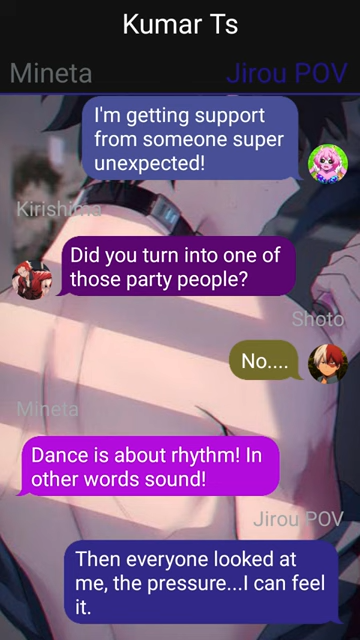 Kumar Ts
Mineta
Jirou POV
I'm getting support
from someone super
unexpected!
Kirishima
Did you turn into one of
those party people?
Shoto
No....
Mineta
Dance is about rhythm! In
other words sound!
Jirou POV
Then everyone looked at
me, the pressure...I can feel
it.